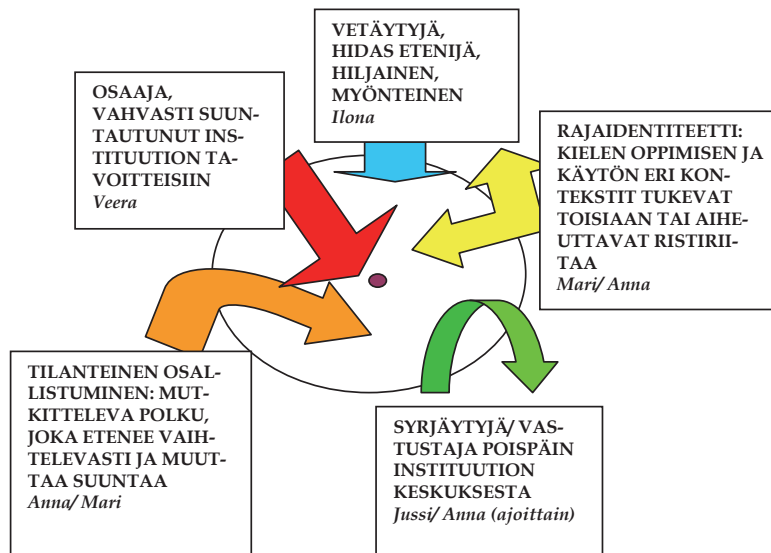 VETÄYTYJÄ,
HIDAS ETENIJÄ,
HILJAINEN,
MYÖNTEINEN
Ilona
OSAAJA,
VAHVASTI SUUN-
TAUTUNUT INS-
TITUUTION TA-
VOITTEISIIN
Veera
RAJAIDENTITEETTI:
KIELEN OPPIMISEN JA
KÄYTÖN ERI KON-
TEKSTIT TUKEVAT
TOISIAAN TAI AIHE-
UTTAVAT RISTIRII-
TAA
Mari/ Anna
TILANTEINEN OSAL-
LISTUMINEN: MUT-
KITTELEVA POLKU,
JOKA ETENEE VAIH-
TELEVASTI JA MUUT-
TAA SUUNTAA
Anna/ Mari
SYRJÄYTYJÄ/ VAS-
TUSTAJA POISPÄIN
INSTITUUTION
KESKUKSESTA
Jussi/ Anna (ajoittain)